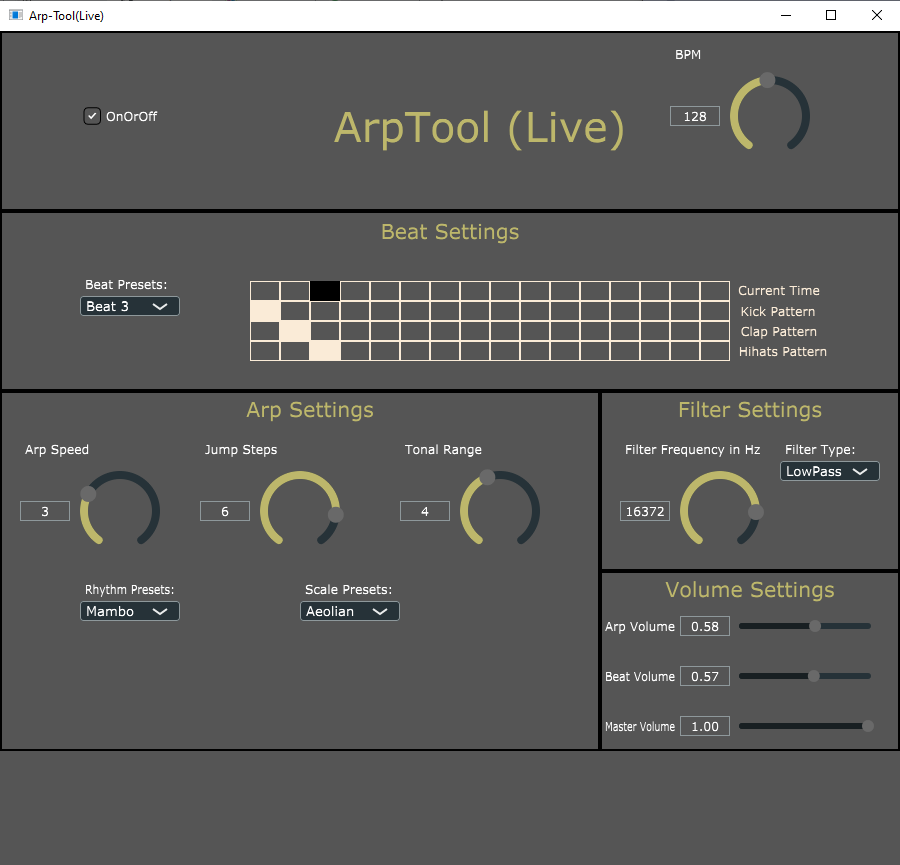 Arp-Tool(Live)
BPM
OnOrOff
ArpTool (Live)
128
Beat Settings
Beat Presets:
Beat 3
Current Time
Kick Pattern
Clap Pattern
Hihats Pattern
Arp Settings
Arp Speed
Jump Steps
Tonal Range
3
6
4
Rhythm Presets:
Scale Presets:
Mambo
Aeolian
Filter Settings
Filter Frequency in Hz
Filter Type:
LowPass
16372
Volume Settings
Arp Volume 0.58
Beat Volume 0.57
Master Volume 1.00